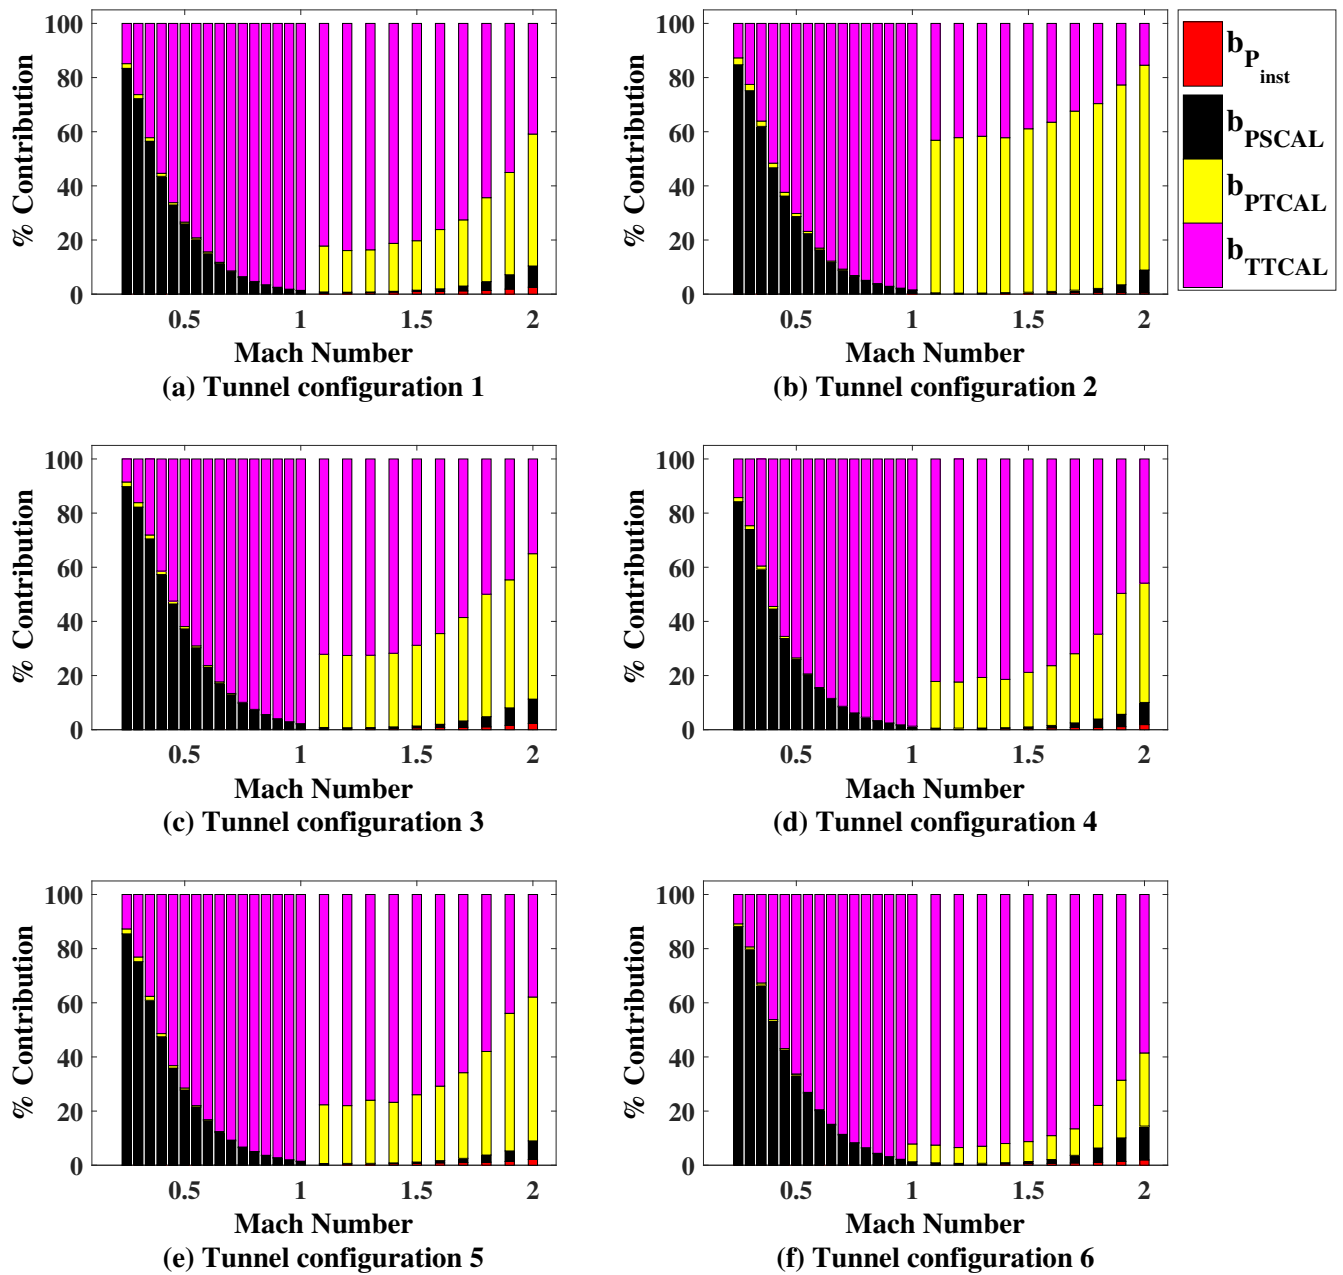 100
80
60
40
20
0
% Contribution
0.5 1 1.5 2
Mach Number
(a) Tunnel configuration 1
100
80
60
40
20
0
% Contribution
0.5 1 1.5 2
Mach Number
(b) Tunnel configuration 2
b_P_inst
b_PSCAL
b_PTCAL
b_TTCAL
100
80
60
40
20
0
% Contribution
0.5 1 1.5 2
Mach Number
(c) Tunnel configuration 3
100
80
60
40
20
0
% Contribution
0.5 1 1.5 2
Mach Number
(d) Tunnel configuration 4
100
80
60
40
20
0
% Contribution
0.5 1 1.5 2
Mach Number
(e) Tunnel configuration 5
100
80
60
40
20
0
% Contribution
0.5 1 1.5 2
Mach Number
(f) Tunnel configuration 6